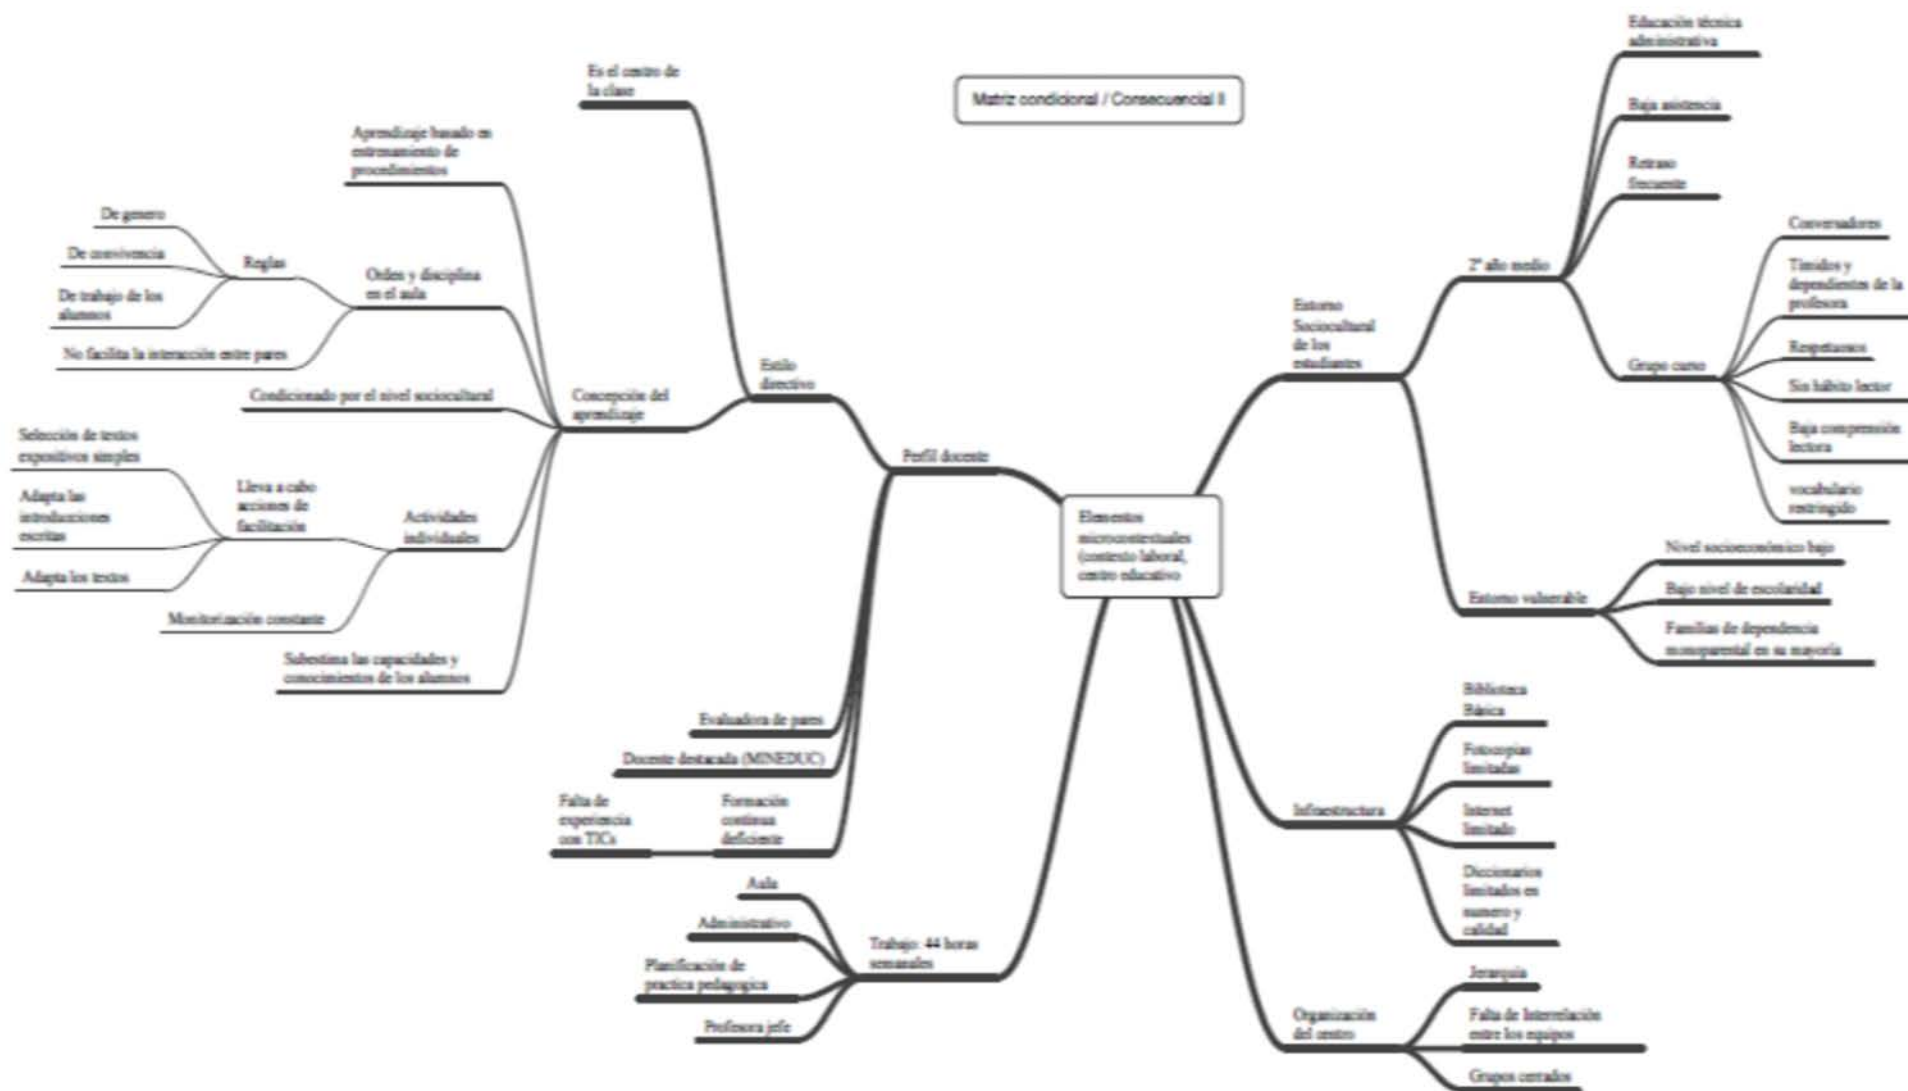 Matriz condicional / Consecuencial II
Elementos
microcontextuales
(contexto laboral,
centro educativo
Perfil docente
Estilo
directivo
Es el centro de
la clase
Concepción del
aprendizaje
Aprendizaje basado en
entrenamiento de
procedimientos
Orden y disciplina
en el aula
Reglas
De genero
De convivencia
De trabajo de los
alumnos
No facilita la interacción entre pares
Condicionado por el nivel sociocultural
Actividades
individuales
Lleva a cabo
acciones de
facilitación
Selección de textos
expositivos simples
Adapta las
introducciones
escritas
Adapta los textos
Monitorización constante
Subestima las capacidades y
conocimientos de los alumnos
Evaluadora de pares
Docente destacada (MINEDUC)
Formación
continua
deficiente
Falta de
experiencia
con TICs
Trabajo: 44 horas
semanales
Aula
Administrativo
Planificación de
practica pedagogica
Profesora jefe
Entorno
Sociocultural
de los
estudiantes
2º año medio
Educación técnica
administrativa
Baja asistencia
Retraso
frecuente
Grupo curso
Conversadores
Tímidos y
dependientes de la
profesora
Respetuosos
Sin hábito lector
Baja comprensión
lectora
vocabulario
restringido
Entorno vulnerable
Nivel socioeconómico bajo
Bajo nivel de escolaridad
Familias de dependencia
monoparental en su mayoría
Infraestructura
Biblioteca
Básica
Fotocopias
limitadas
Internet
limitado
Diccionarios
limitados en
numero y
calidad
Organización
del centro
Jerarquía
Falta de Interrelación
entre los equipos
Grupos cerrados